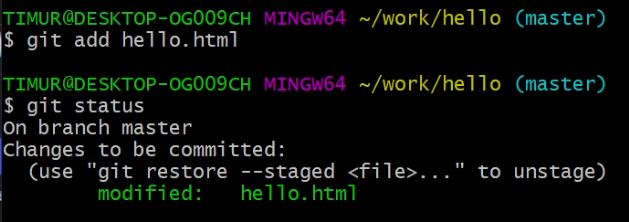 TIMUR@DESKTOP-OG009CH MINGW64 ~/work/hello (master)
$ git add hello.html
TIMUR@DESKTOP-OG009CH MINGW64 ~/work/hello (master)
$ git status
On branch master
Changes to be committed:
  (use "git restore --staged <file>..." to unstage)
        modified:   hello.html